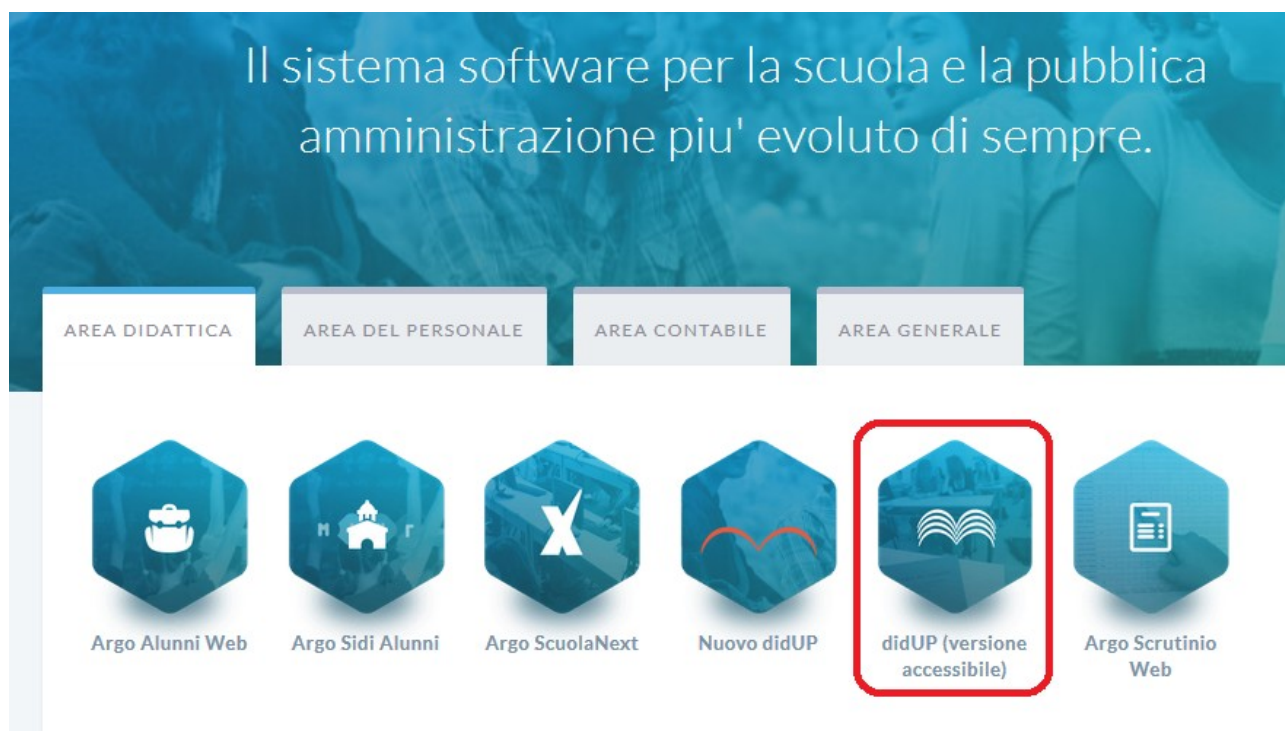 Il sistema software per la scuola e la pubblica
amministrazione piu' evoluto di sempre.
AREA DIDATTICA
AREA DEL PERSONALE
AREA CONTABILE
AREA GENERALE
Argo Alunni Web
Argo Sidi Alunni
Argo ScuolaNext
Nuovo didUP
didUP (versione
accessibile)
Argo Scrutinio
Web